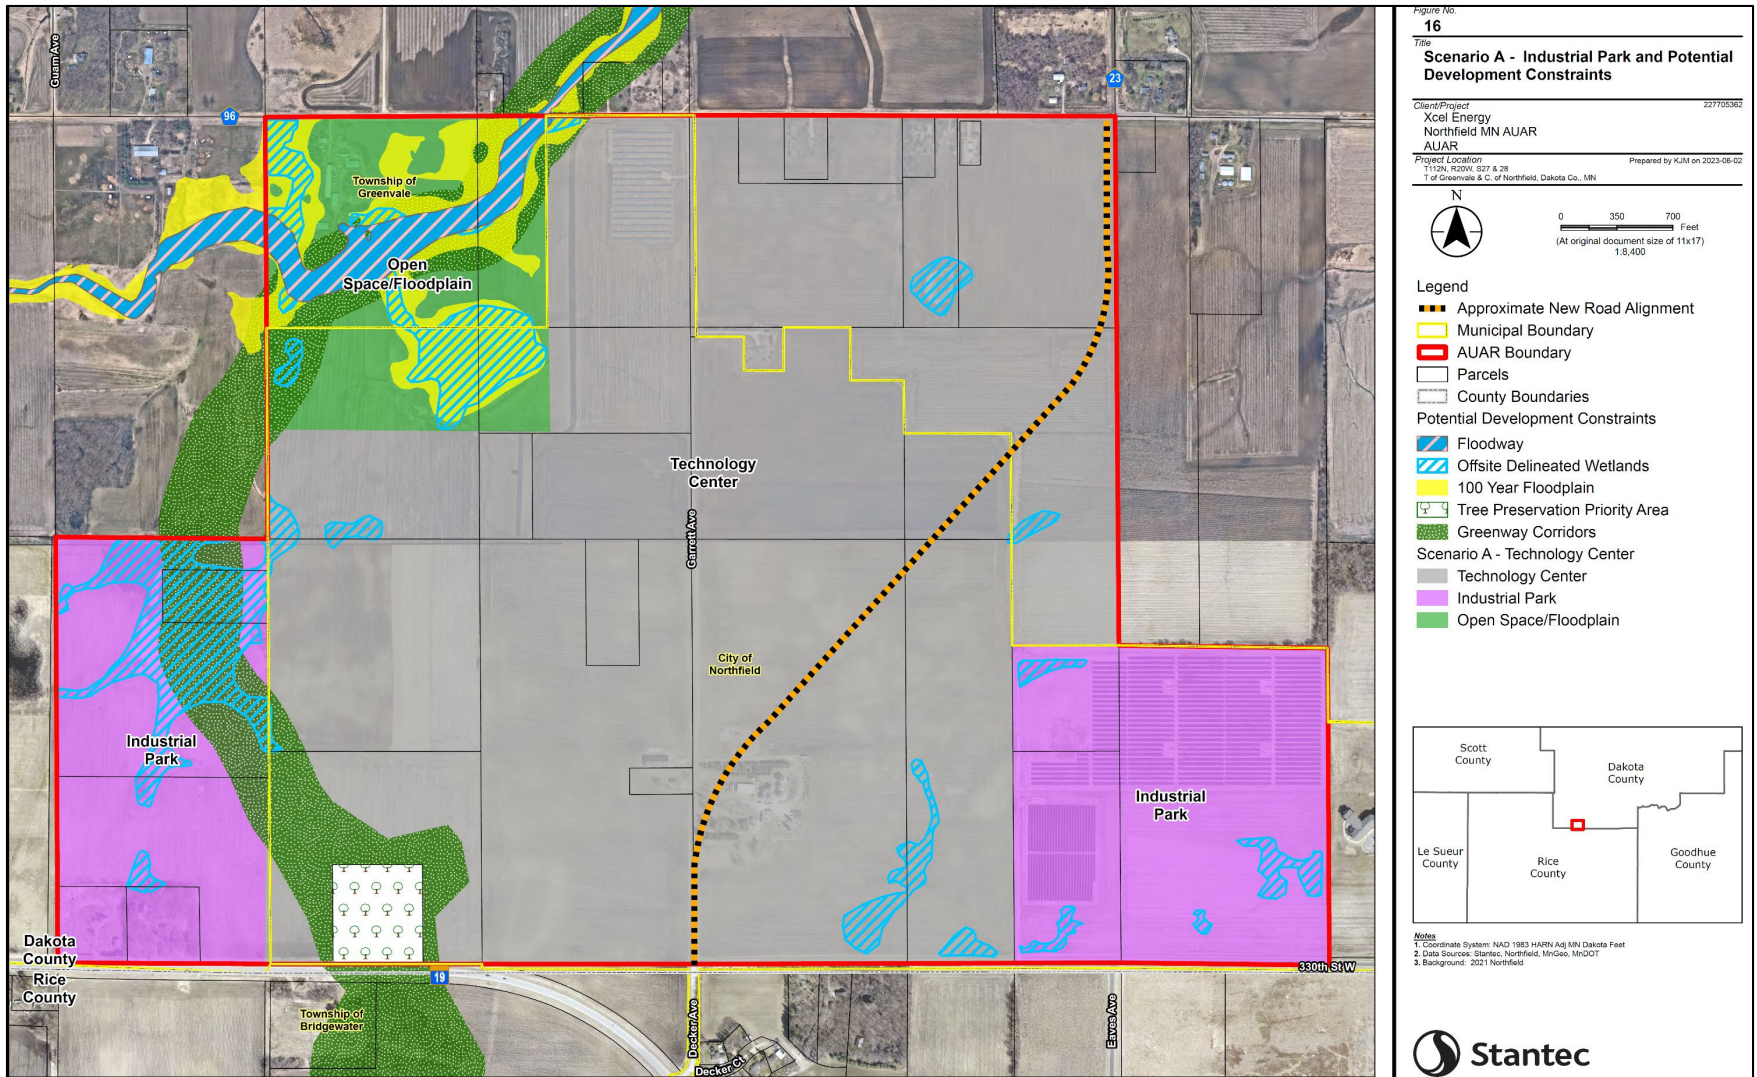 Guam Ave
96
23
Township of
Greenvale
Open
Space/Floodplain
Technology
Center
Garrett Ave
City of
Northfield
Industrial
Park
Industrial
Park
Dakota
County
Rice
County
19
330th St W
Township of
Bridgewater
Decker Ave
Decker Ct
Eaves Ave
Figure No.
16
Title
Scenario A - Industrial Park and Potential
Development Constraints
Client/Project
227705362
Xcel Energy
Northfield MN AUAR
AUAR
Project Location
Prepared by KJM on 2023-06-02
T112N, R20W, S27 & 28
T of Greenvale & C. of Northfield, Dakota Co., MN
N
0 350 700
Feet
(At original document size of 11x17)
1:8,400
Legend
Approximate New Road Alignment
Municipal Boundary
AUAR Boundary
Parcels
County Boundaries
Potential Development Constraints
Floodway
Offsite Delineated Wetlands
100 Year Floodplain
Tree Preservation Priority Area
Greenway Corridors
Scenario A - Technology Center
Technology Center
Industrial Park
Open Space/Floodplain
Scott
County
Dakota
County
Le Sueur
County
Rice
County
Goodhue
County
Notes
1. Coordinate System: NAD 1983 HARN Adj MN Dakota Feet
2. Data Sources: Stantec, Northfield, MnGeo, MnDOT
3. Background: 2021 Northfield
Stantec